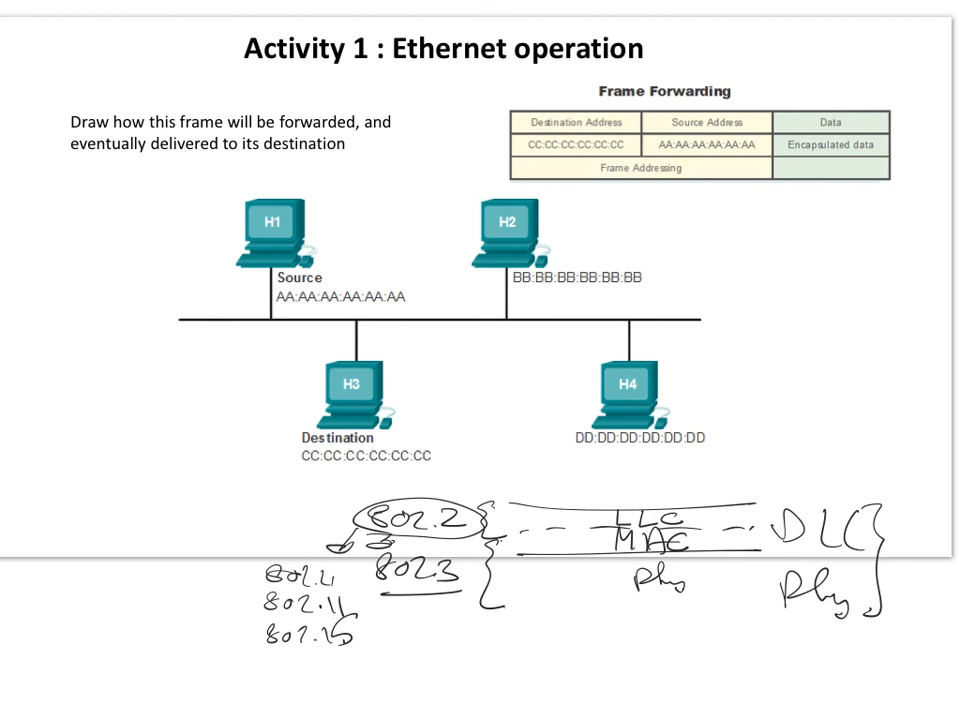 Activity 1 : Ethernet operation
Draw how this frame will be forwarded, and
eventually delivered to its destination
Frame Forwarding
Destination Address Source Address Data
CC:CC:CC:CC:CC:CC AA:AA:AA:AA:AA:AA Encapsulated data
Frame Addressing
H1
H2
Source
AA:AA:AA:AA:AA:AA
BB:BB:BB:BB:BB:BB
H3
H4
Destination
CC:CC:CC:CC:CC:CC
DD:DD:DD:DD:DD:DD
802.2 LLC DLC
MAC
802.3 Phy Phy
802.4
802.11
802.15